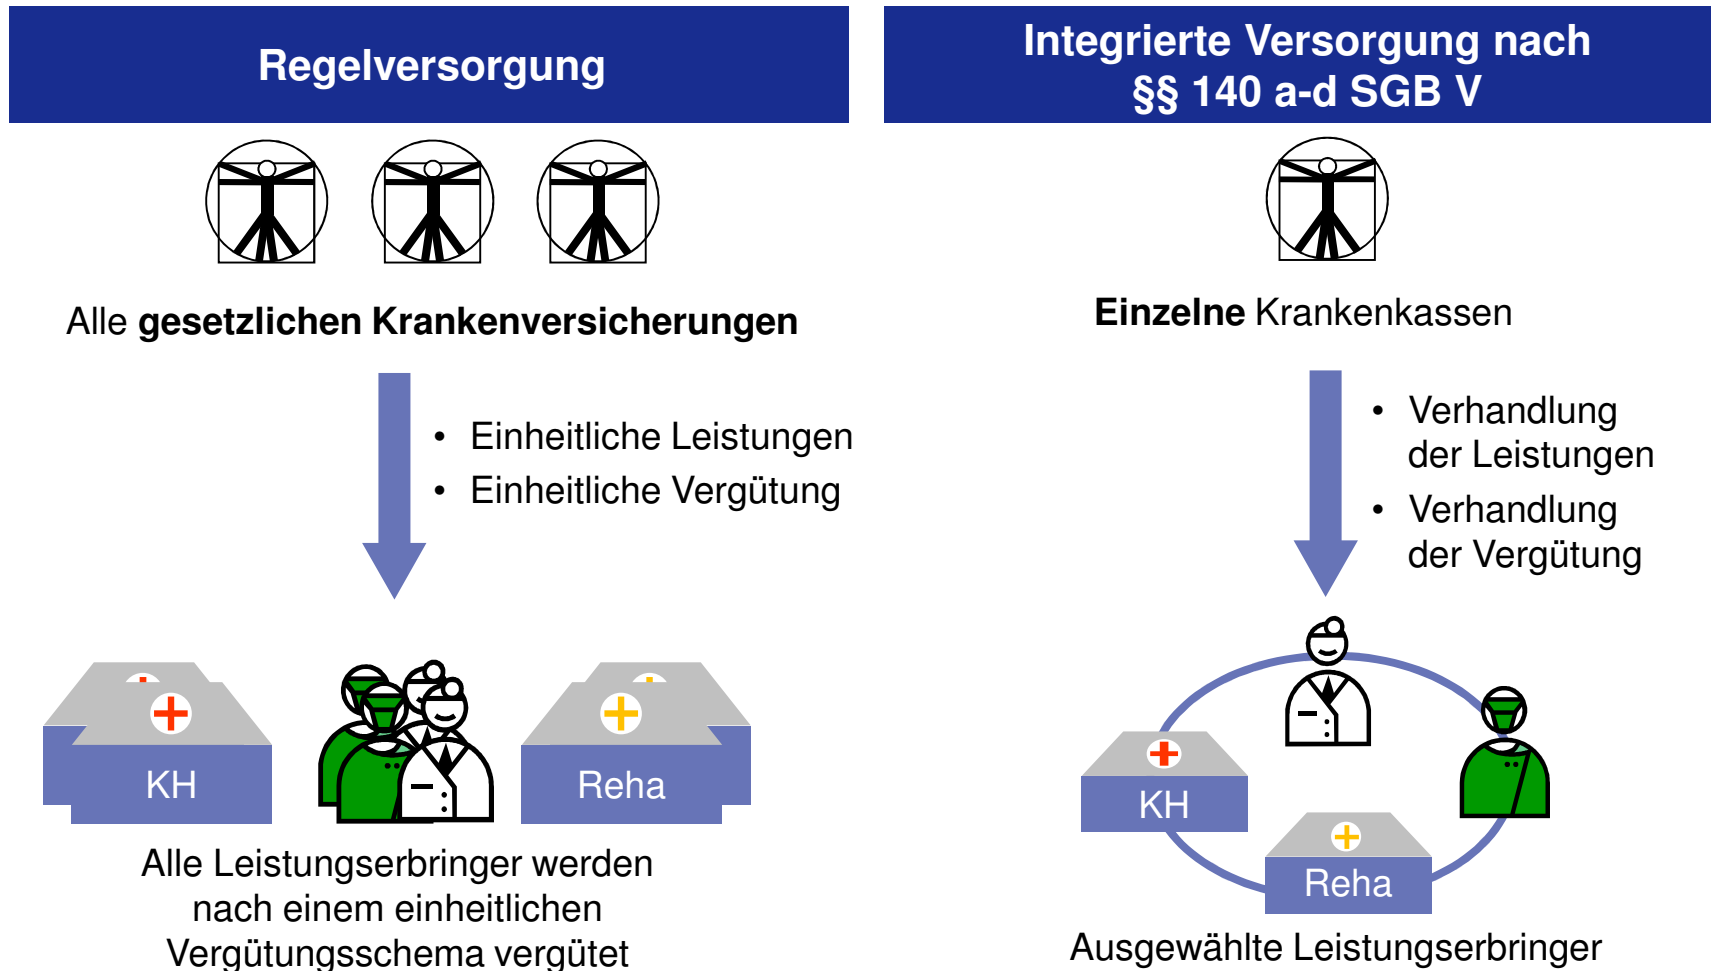 Regelversorgung
Alle gesetzlichen Krankenversicherungen
• Einheitliche Leistungen
• Einheitliche Vergütung
KH
Reha
Alle Leistungserbringer werden
nach einem einheitlichen
Vergütungsschema vergütet
Integrierte Versorgung nach
§§ 140 a-d SGB V
Einzelne Krankenkassen
• Verhandlung
der Leistungen
• Verhandlung
der Vergütung
KH
Reha
Ausgewählte Leistungserbringer